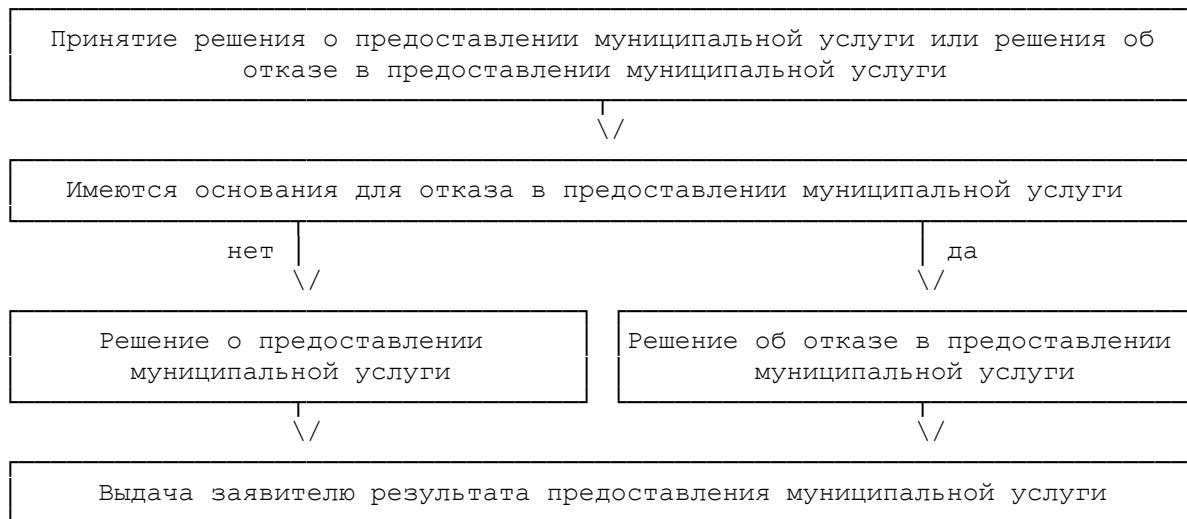 Принятие решения о предоставлении муниципальной услуги или решения об
отказе в предоставлении муниципальной услуги
Имеются основания для отказа в предоставлении муниципальной услуги
нет
да
Решение о предоставлении
муниципальной услуги
Решение об отказе в предоставлении
муниципальной услуги
Выдача заявителю результата предоставления муниципальной услуги